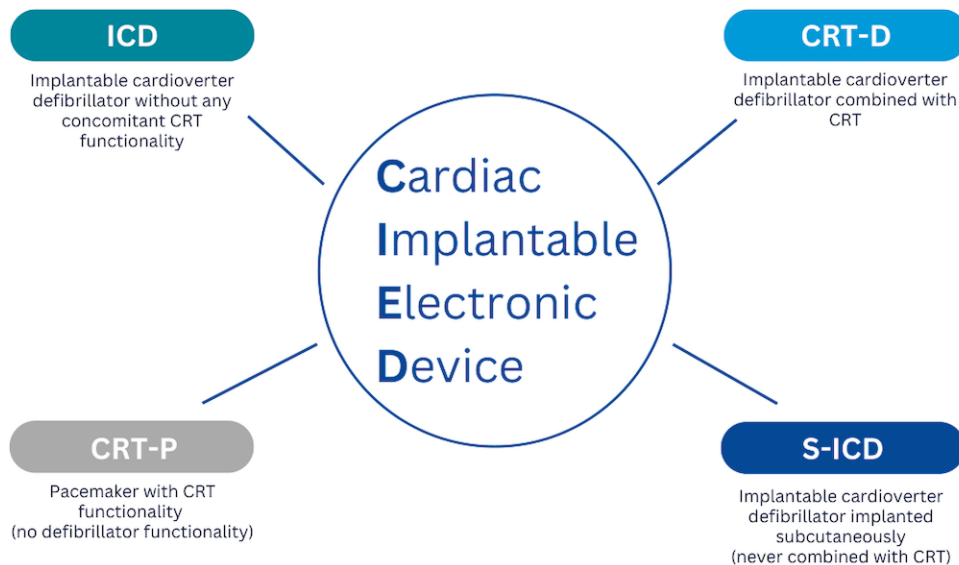 ICD
Implantable cardioverter
defibrillator without any
concomitant CRT
functionality
CRT-D
Implantable cardioverter
defibrillator combined with
CRT
Cardiac
Implantable
Electronic
Device
CRT-P
Pacemaker with CRT
functionality
(no defibrillator functionality)
S-ICD
Implantable cardioverter
defibrillator implanted
subcutaneously
(never combined with CRT)